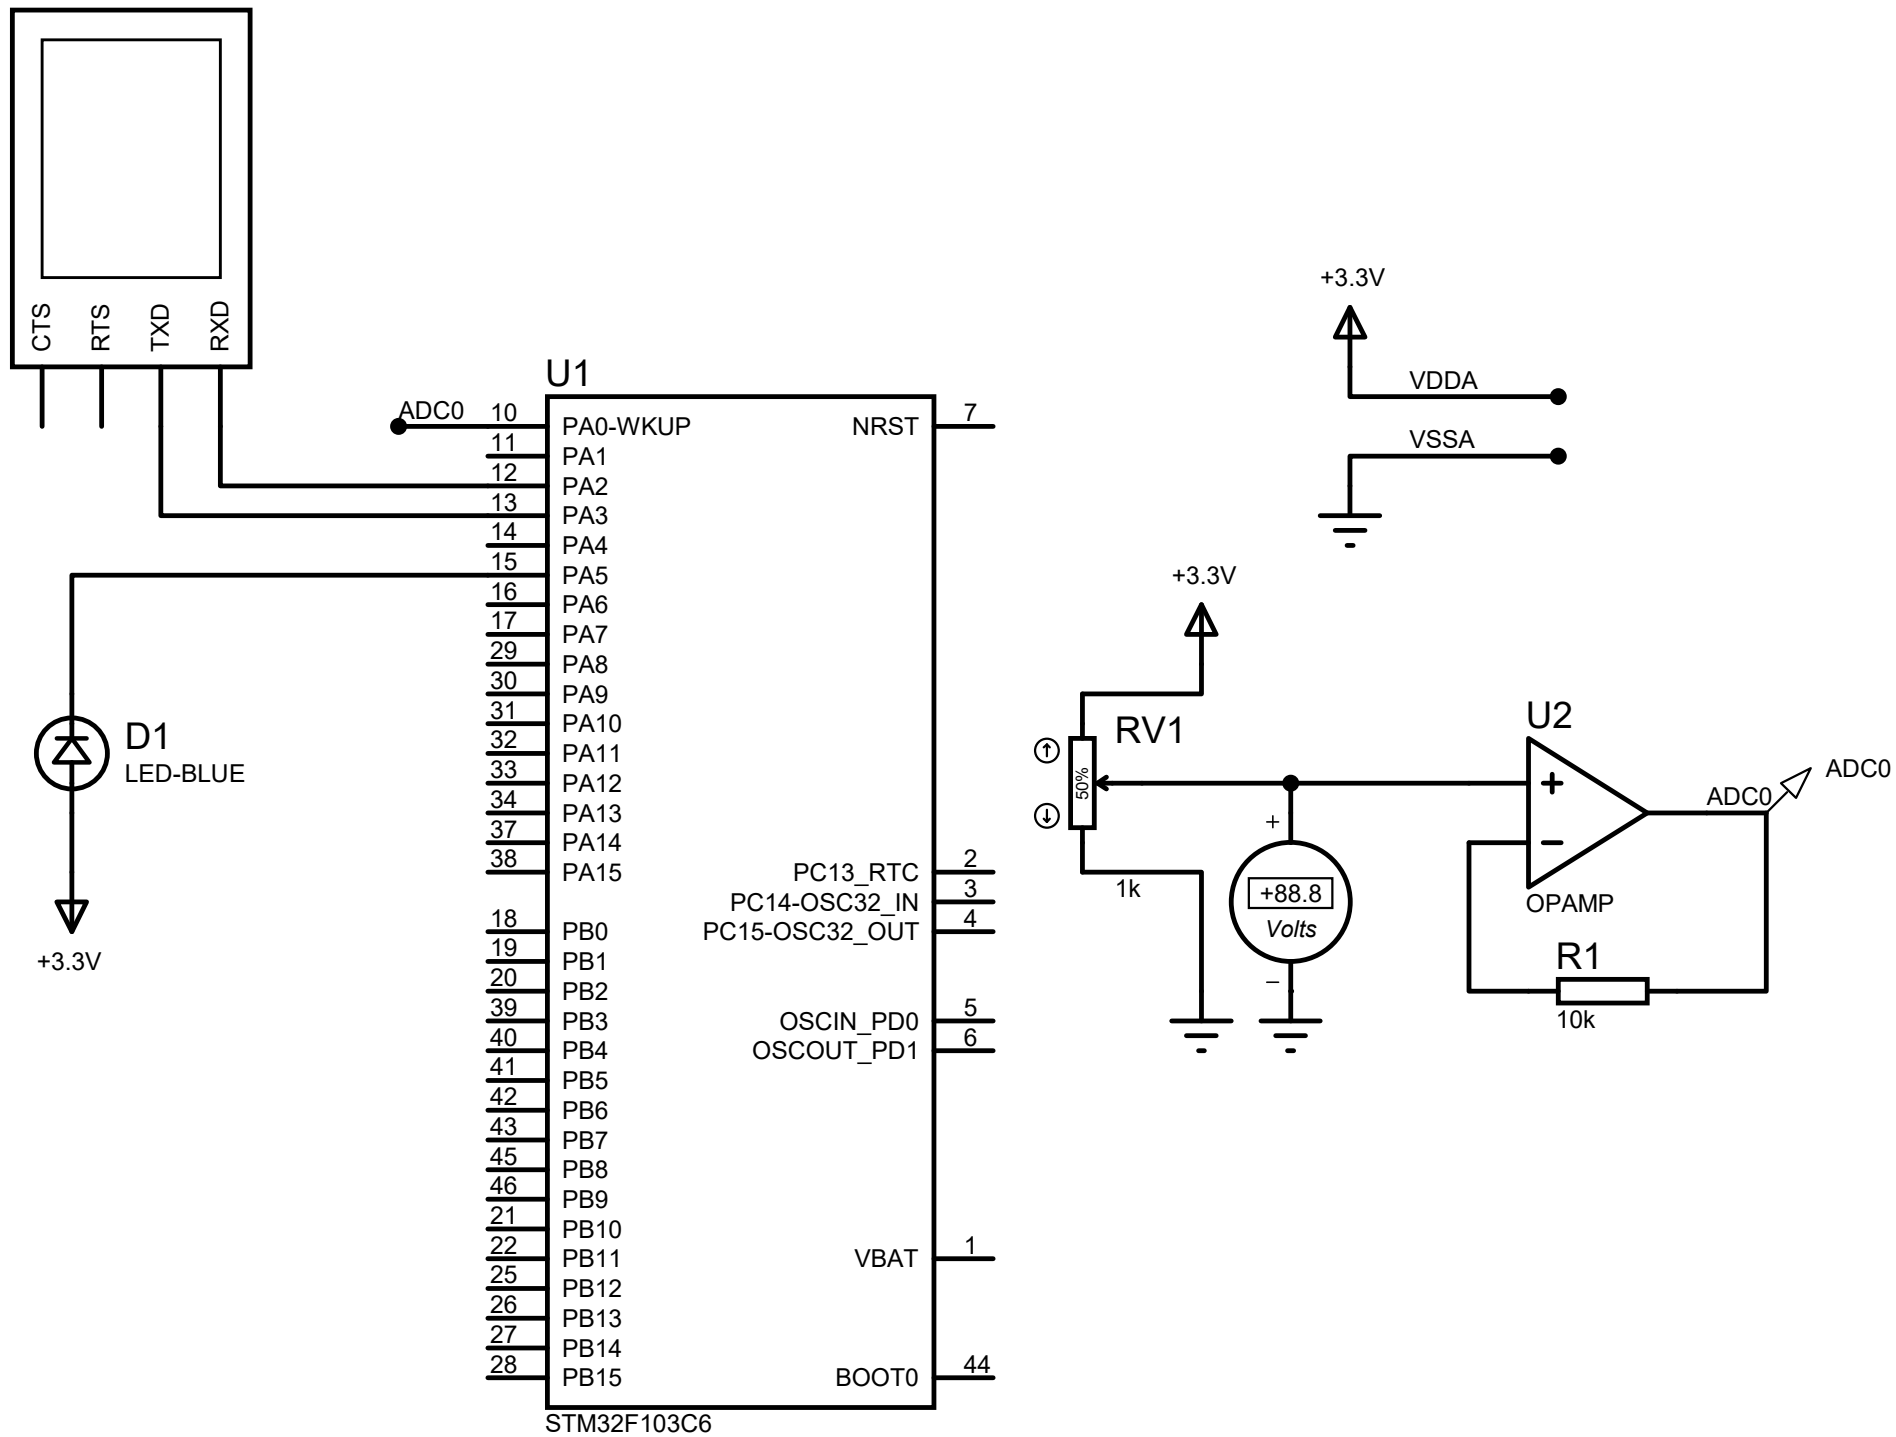 CTS
RTS
TXD
RXD
U1
ADC0
10
PA0-WKUP
11
PA1
12
PA2
13
PA3
14
PA4
15
PA5
16
PA6
17
PA7
29
PA8
30
PA9
31
PA10
32
PA11
33
PA12
34
PA13
37
PA14
38
PA15
18
PB0
19
PB1
20
PB2
39
PB3
40
PB4
41
PB5
42
PB6
43
PB7
45
PB8
46
PB9
21
PB10
22
PB11
25
PB12
26
PB13
27
PB14
28
PB15
NRST
7
PC13_RTC
2
PC14-OSC32_IN
3
PC15-OSC32_OUT
4
OSCIN_PD0
5
OSCOUT_PD1
6
VBAT
1
BOOT0
44
STM32F103C6
D1
LED-BLUE
+3.3V
+3.3V
VDDA
VSSA
+3.3V
RV1
50%
1k
+
+88.8
Volts
−
U2
+
−
OPAMP
ADC0
ADC0
R1
10k